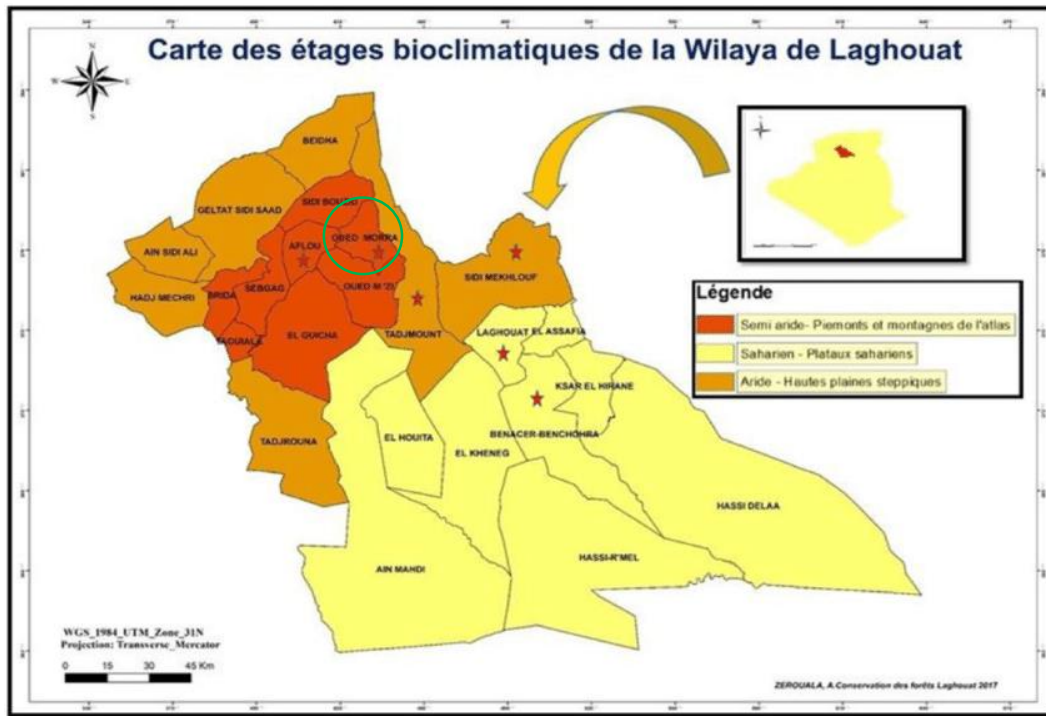 Carte des étages bioclimatiques de la Wilaya de Laghouat
N
W E
S
BEIDHA
SIDI BOUZID
GELTAT SIDI SAAD
OUED MORRA
AFLOU
AIN SIDI ALI
SIDI MEKHLOUF
SEBGAG
OUED M'ZI
HADJ MECHRI
BRIDA
Légende
Semi aride- Piemonts et montagnes de l'atlas
Saharien - Plataux sahariens
Aride - Hautes plaines steppiques
EL GUICHA
TADJMOUNT
LAGHOUAT
EL ASSAFIA
TAOUIALA
KSAR EL HIRANE
TADJROUNA
EL HOUITA
BENACER-BENCHOHRA
EL KHENEG
HASSI DELAA
HASSI-R'MEL
AIN MAHDI
WGS_1984_UTM_Zone_31N
Projection: Transverse_Mercator
0 15 30 45 Km
ZEROUALA, A.Conservation des forêts Laghouat 2017